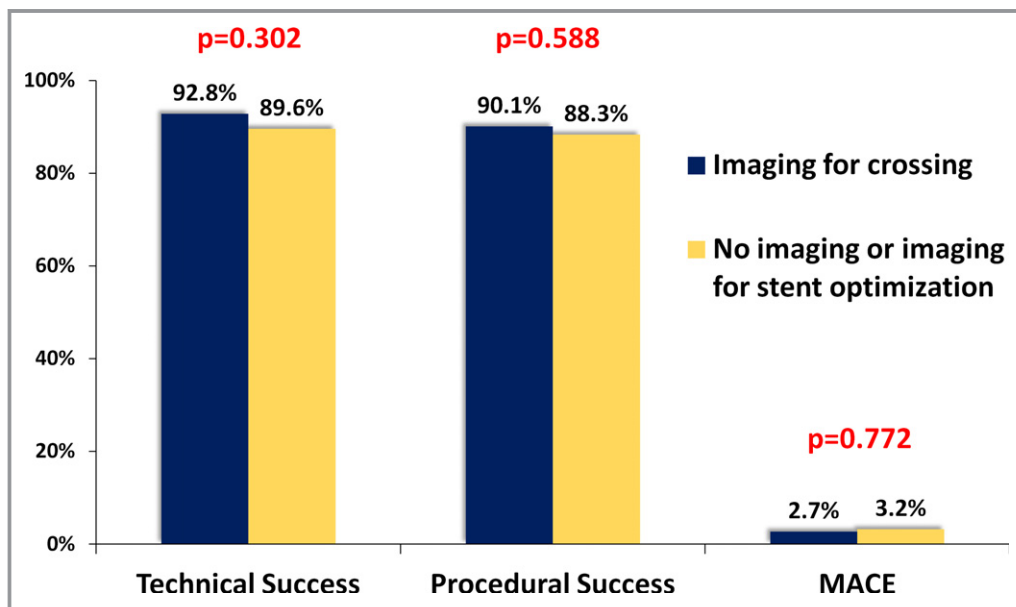 p=0.302
p=0.588
100%
92.8%
89.6%
90.1%
88.3%
80%
Imaging for crossing
No imaging or imaging
for stent optimization
60%
40%
20%
p=0.772
2.7%
3.2%
0%
Technical Success
Procedural Success
MACE